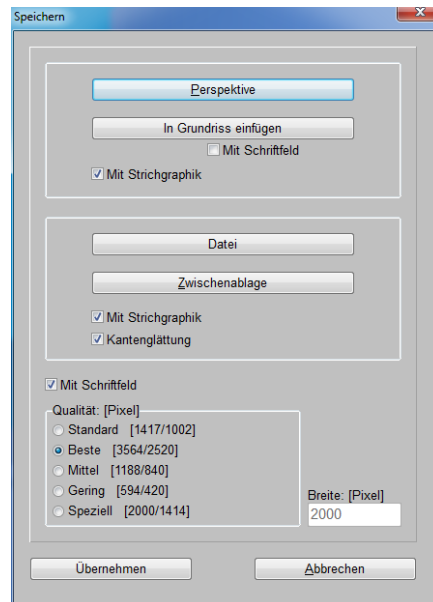 Speichern
Perspektive
In Grundriss einfügen
Mit Schriftfeld
Mit Strichgraphik
Datei
Zwischenablage
Mit Strichgraphik
Kantenglättung
Mit Schriftfeld
Qualität: [Pixel]
Standard [1417/1002]
Beste [3564/2520]
Mittel [1188/840]
Gering [594/420]
Speziell [2000/1414]
Breite: [Pixel]
2000
Übernehmen
Abbrechen